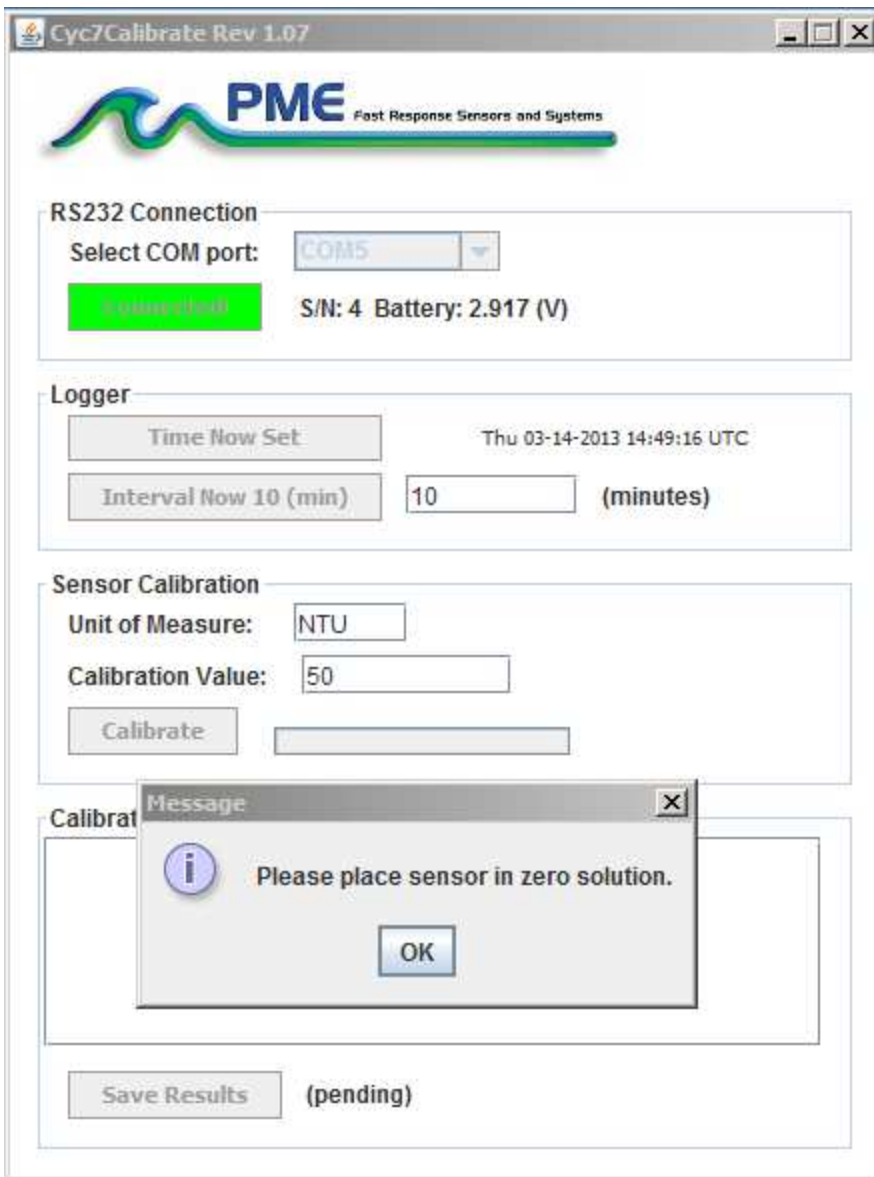 Cyc7Calibrate Rev 1.07
PME Fast Response Sensors and Systems
RS232 Connection
Select COM port: COM5
Connected! S/N: 4 Battery: 2.917 (V)
Logger
Time Now Set Thu 03-14-2013 14:49:16 UTC
Interval Now 10 (min) 10 (minutes)
Sensor Calibration
Unit of Measure: NTU
Calibration Value: 50
Calibrate
Message
Calibrat
i
Please place sensor in zero solution.
OK
Save Results (pending)